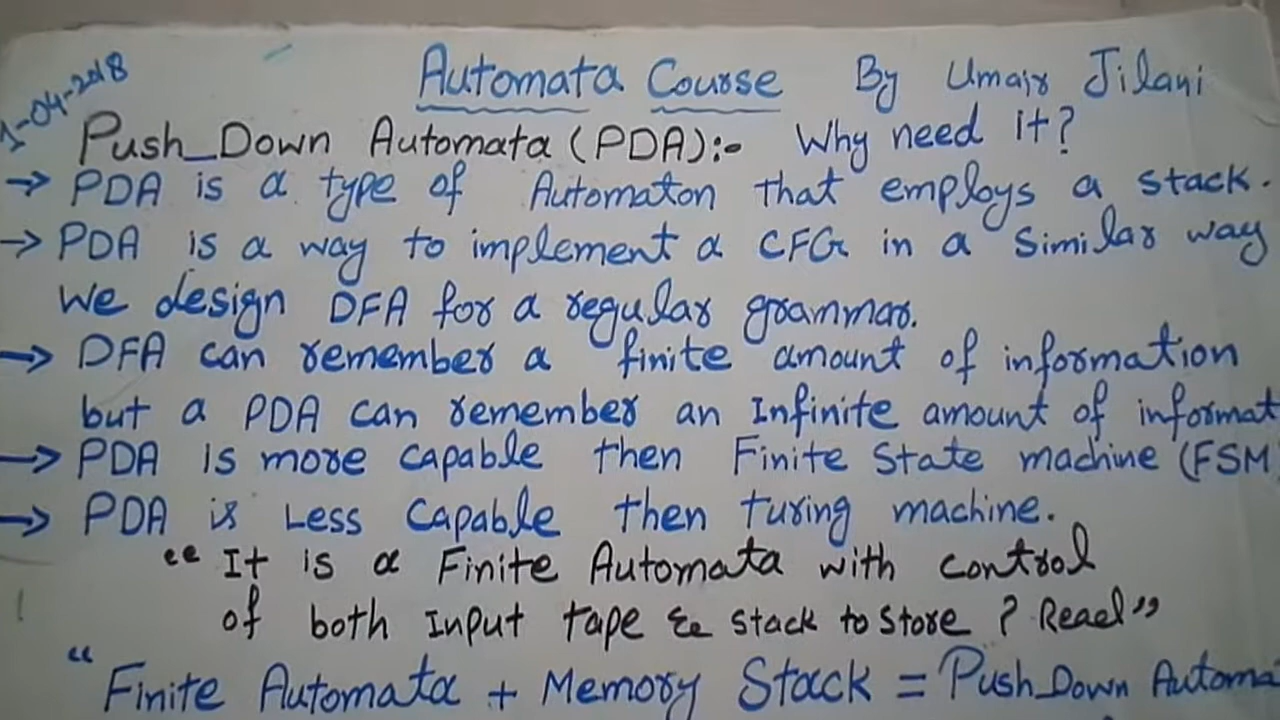 Automata Course By Umair Jilani
-04-2018
Push_Down Automata (PDA):- Why need it?
→ PDA is a type of Automaton that employs a stack.
→ PDA is a way to implement a CFG in a similar way
We design DFA for a regular grammar.
→ DFA can remember a finite amount of information
but a PDA can remember an Infinite amount of informat
→ PDA is more capable then Finite State machine (FSM
→ PDA is Less Capable then turing machine.
"It is a Finite Automata with control
of both Input tape & stack to store ? Read"
"Finite Automata + Memory Stack = Push_Down Automa